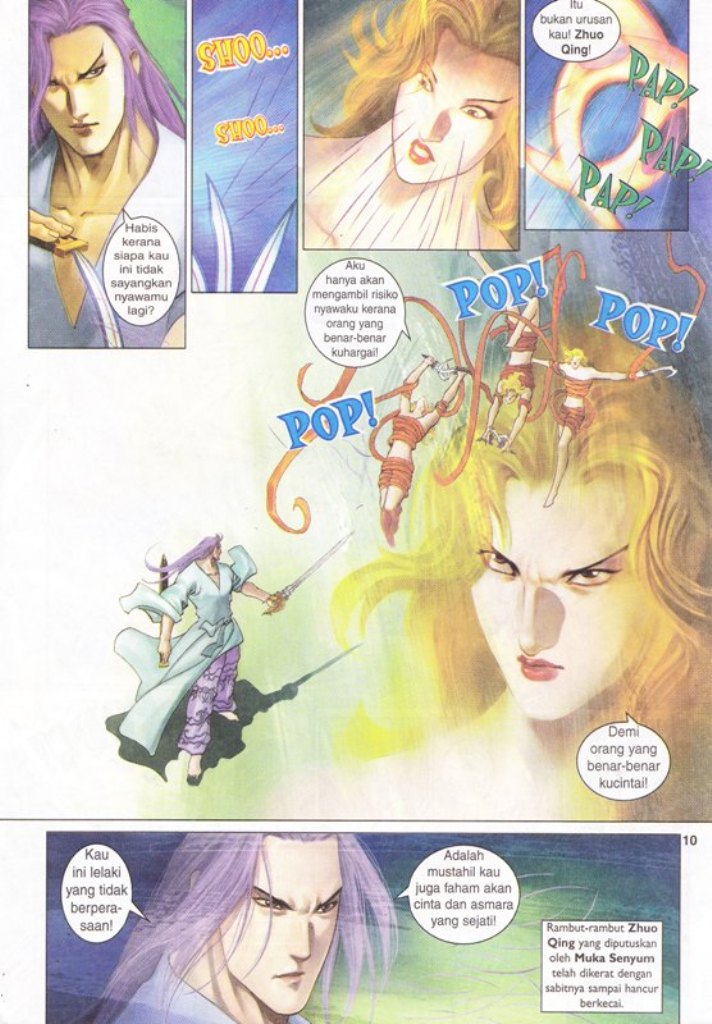 Habis
kerana
siapa kau
ini tidak
sayangkan
nyawamu
lagi?
SHOO...
SHOO...
Itu
bukan urusan
kau! Zhuo
Qing!
PAP!
PAP!
PAP!
Aku
hanya akan
mengambil risiko
nyawaku kerana
orang yang
benar-benar
kuhargai!
POP!
POP!
POP!
Demi
orang yang
benar-benar
kucintai!
10
Kau
ini lelaki
yang tidak
berpera-
saan!
Adalah
mustahil kau
juga faham akan
cinta dan asmara
yang sejati!
Rambut-rambut Zhuo
Qing yang diputuskan
oleh Muka Senyum
telah dikerat dengan
sabitnya sampai hancur
berkecai.